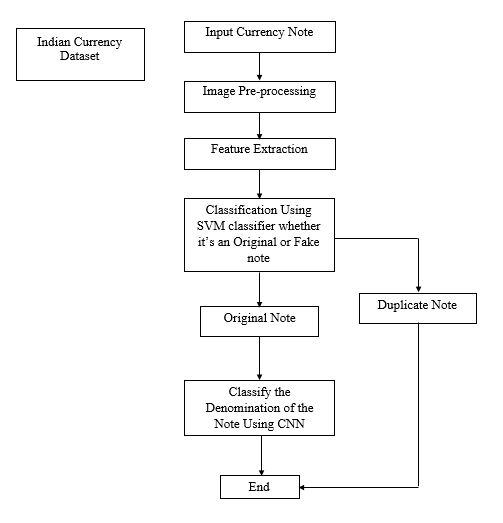 Indian Currency
Dataset
Input Currency Note
Image Pre-processing
Feature Extraction
Classification Using
SVM classifier whether
it's an Original or Fake
note
Original Note
Duplicate Note
Classify the
Denomination of the
Note Using CNN
End